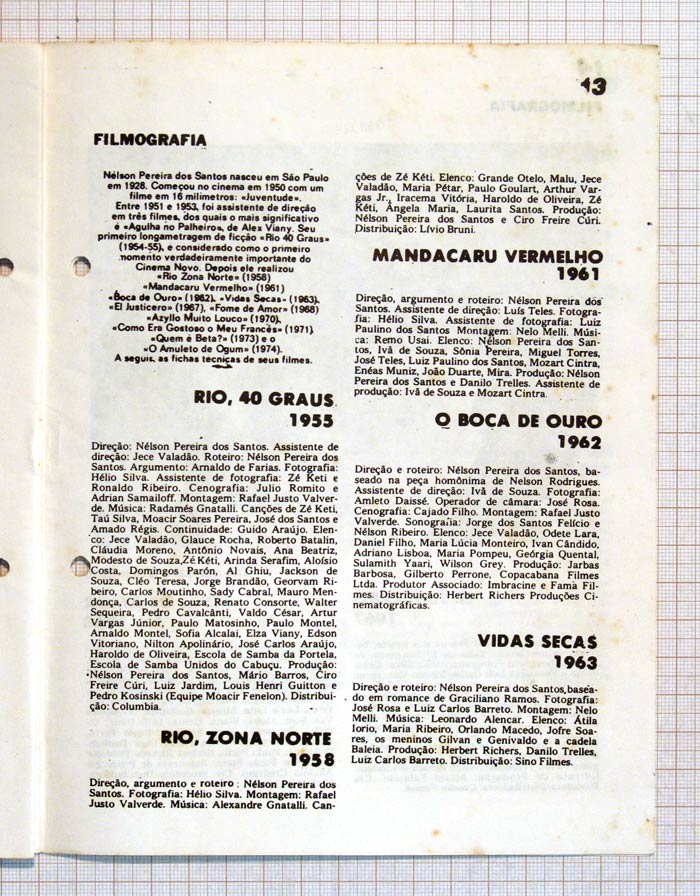 13
FILMOGRAFIA
Nélson Pereira dos Santos nasceu em São Paulo
em 1928. Começou no cinema em 1950 com um
filme em 16 milímetros: «Juventude».
Entre 1951 e 1953, foi assistente de direção
em três filmes, dos quais o mais significativo
é «Agulha no Palheiro», de Alex Viany. Seu
primeiro longametragem de ficção «Rio 40 Graus»
(1954-55), e considerado como o primeiro
momento verdadeiramente importante do
Cinema Novo. Depois ele realizou
«Rio Zona Norte» (1958)
«Mandacaru Vermelho» (1961)
«Boca de Ouro» (1962), «Vidas Secas» (1963),
«El Justicero» (1967), «Fome de Amor» (1968)
«Azyllo Muito Louco» (1970),
«Como Era Gostoso o Meu Francês» (1971)
«Quem é Beta?» (1973) e o
«O Amuleto de Ogum» (1974).
A seguir, as fichas tecnicas de seus filmes.
RIO, 40 GRAUS
1955
Direção: Nélson Pereira dos Santos. Assistente de
direção: Jece Valadão. Roteiro: Nélson Pereira dos
Santos. Argumento: Arnaldo de Farias. Fotografia:
Hélio Silva. Assistente de fotografia: Zé Keti e
Ronaldo Ribeiro. Cenografia: Julio Romito e
Adrian Samailoff. Montagem: Rafael Justo Valver-
de. Música: Radamés Gnatalli. Canções de Zé Keti,
Taú Silva, Moacir Soares Pereira, José dos Santos e
Amado Régis. Continuidade: Guido Araújo. Elen-
co: Jece Valadão, Glauce Rocha, Roberto Batalin,
Cláudia Moreno, Antônio Novais, Ana Beatriz,
Modesto de Souza,Zé Kéti, Arinda Serafim, Aloísio
Costa, Domingos Parón, Al Ghiu, Jackson de
Souza, Cléo Teresa, Jorge Brandão, Georvam Ri-
beiro, Carlos Moutinho, Sady Cabral, Mauro Men-
donça, Carlos de Souza, Renato Consorte, Walter
Sequeira, Pedro Cavalcânti, Valdo César, Artur
Vargas Júnior, Paulo Matosinho, Paulo Montel,
Arnaldo Montel, Sofia Alcalai, Elza Viany, Edson
Vitoriano, Nilton Apolinário, José Carlos Araújo,
Haroldo de Oliveira, Escola de Samba da Portela,
Escola de Samba Unidos do Cabuçu. Produção:
Nélson Pereira dos Santos, Mário Barros, Ciro
Freire Cúri, Luiz Jardim, Louis Henri Guitton e
Pedro Kosinski (Equipe Moacir Fenelon). Distribui-
ção: Columbia.
RIO, ZONA NORTE
1958
Direção, argumento e roteiro : Nélson Pereira dos
Santos. Fotografia: Hélio Silva. Montagem: Rafael
Justo Valverde. Música: Alexandre Gnatalli. Can-
ções de Zé Kéti. Elenco: Grande Otelo, Malu, Jece
Valadão, Maria Pétar, Paulo Goulart, Arthur Var-
gas Jr., Iracema Vitória, Haroldo de Oliveira, Zé
Kéti, Ângela Maria, Laurita Santos. Produção:
Nélson Pereira dos Santos e Ciro Freire Cúri.
Distribuição: Lívio Bruni.
MANDACARU VERMELHO
1961
Direção, argumento e roteiro: Nélson Pereira dos
Santos. Assistente de direção: Luís Teles. Fotogra-
fia: Hélio Silva. Assistente de fotografia: Luiz
Paulino dos Santos Montagem: Nelo Melli. Músi-
ca: Remo Usai. Elenco: Nélson Pereira dos San-
tos, Ivã de Souza, Sônia Pereira, Miguel Torres,
José Teles, Luiz Paulino dos Santos, Mozart Cintra,
Enéas Muniz, João Duarte, Mira. Produção: Nélson
Pereira dos Santos e Danilo Trelles. Assistente de
produção: Ivã de Souza e Mozart Cintra.
O BOCA DE OURO
1962
Direção e roteiro: Nélson Pereira dos Santos, ba-
seado na peça homônima de Nelson Rodrigues.
Assistente de direção: Ivã de Souza. Fotografia:
Amleto Daissé. Operador de câmara: José Rosa.
Cenografia: Cajado Filho. Montagem: Rafael Justo
Valverde. Sonografia: Jorge dos Santos Felício e
Nélson Ribeiro. Elenco: Jece Valadão, Odete Lara,
Daniel Filho, Maria Lúcia Monteiro, Ivan Cândido,
Adriano Lisboa, Maria Pompeu, Geórgia Quental,
Sulamith Yaari, Wilson Grey. Produção: Jarbas
Barbosa, Gilberto Perrone, Copacabana Filmes
Ltda. Produtor Associado: Imbracine e Fama Fil-
mes. Distribuição: Herbert Richers Produções Ci-
nematográficas.
VIDAS SECAS
1963
Direção e roteiro: Nélson Pereira dos Santos,basea-
do em romance de Graciliano Ramos. Fotografia:
José Rosa e Luiz Carlos Barreto. Montagem: Nelo
Melli. Música: Leonardo Alencar. Elenco: Átila
Iorio, Maria Ribeiro, Orlando Macedo, Jofre Soa-
res, os meninos Gilvan e Genivaldo e a cadela
Baleia. Produção: Herbert Richers, Danilo Trelles,
Luiz Carlos Barreto. Distribuição: Sino Filmes.